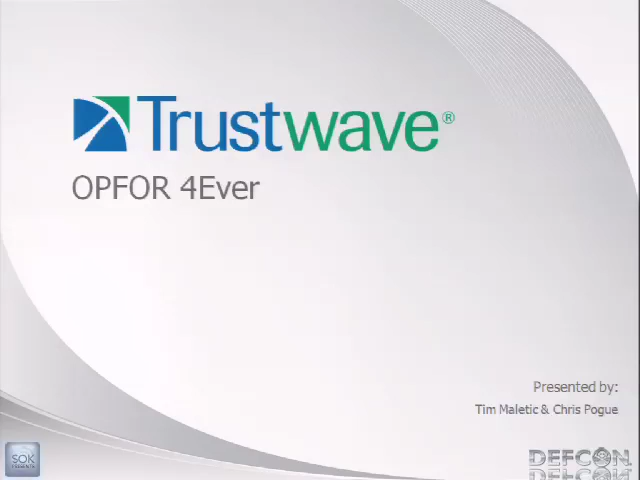 Trustwave®
OPFOR 4Ever
Presented by:
Tim Maletic & Chris Pogue
SOK
DEFCON